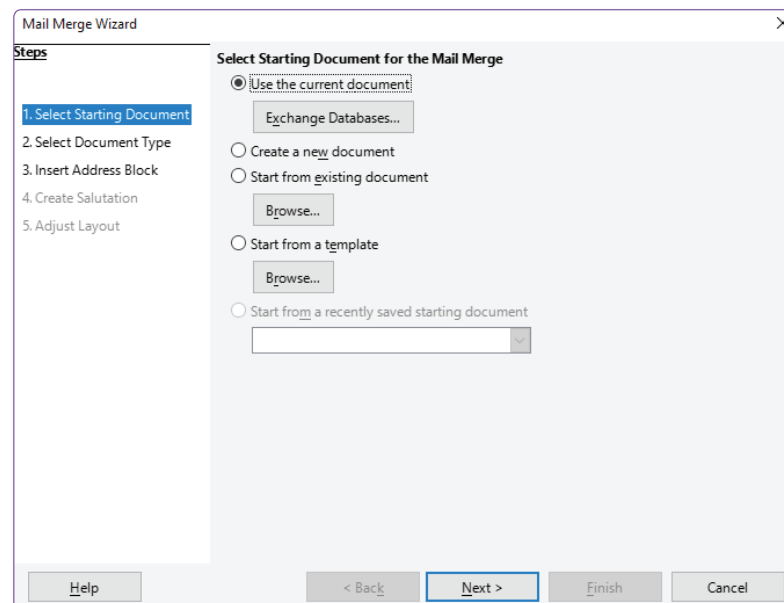 Mail Merge Wizard
Steps
1. Select Starting Document
2. Select Document Type
3. Insert Address Block
4. Create Salutation
5. Adjust Layout
Select Starting Document for the Mail Merge
Use the current document
Exchange Databases...
Create a new document
Start from existing document
Browse...
Start from a template
Browse...
Start from a recently saved starting document
Help
< Back
Next >
Finish
Cancel